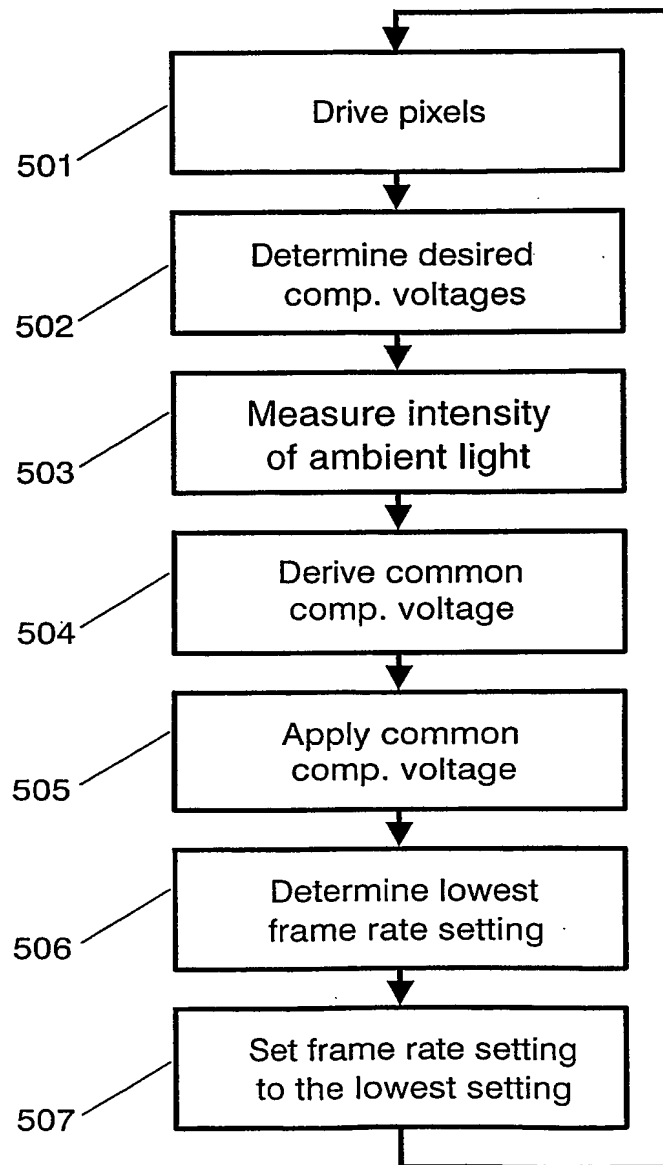 Drive pixels
501
Determine desired
comp. voltages
502
Measure intensity
of ambient light
503
Derive common
comp. voltage
504
Apply common
comp. voltage
505
Determine lowest
frame rate setting
506
Set frame rate setting
to the lowest setting
507